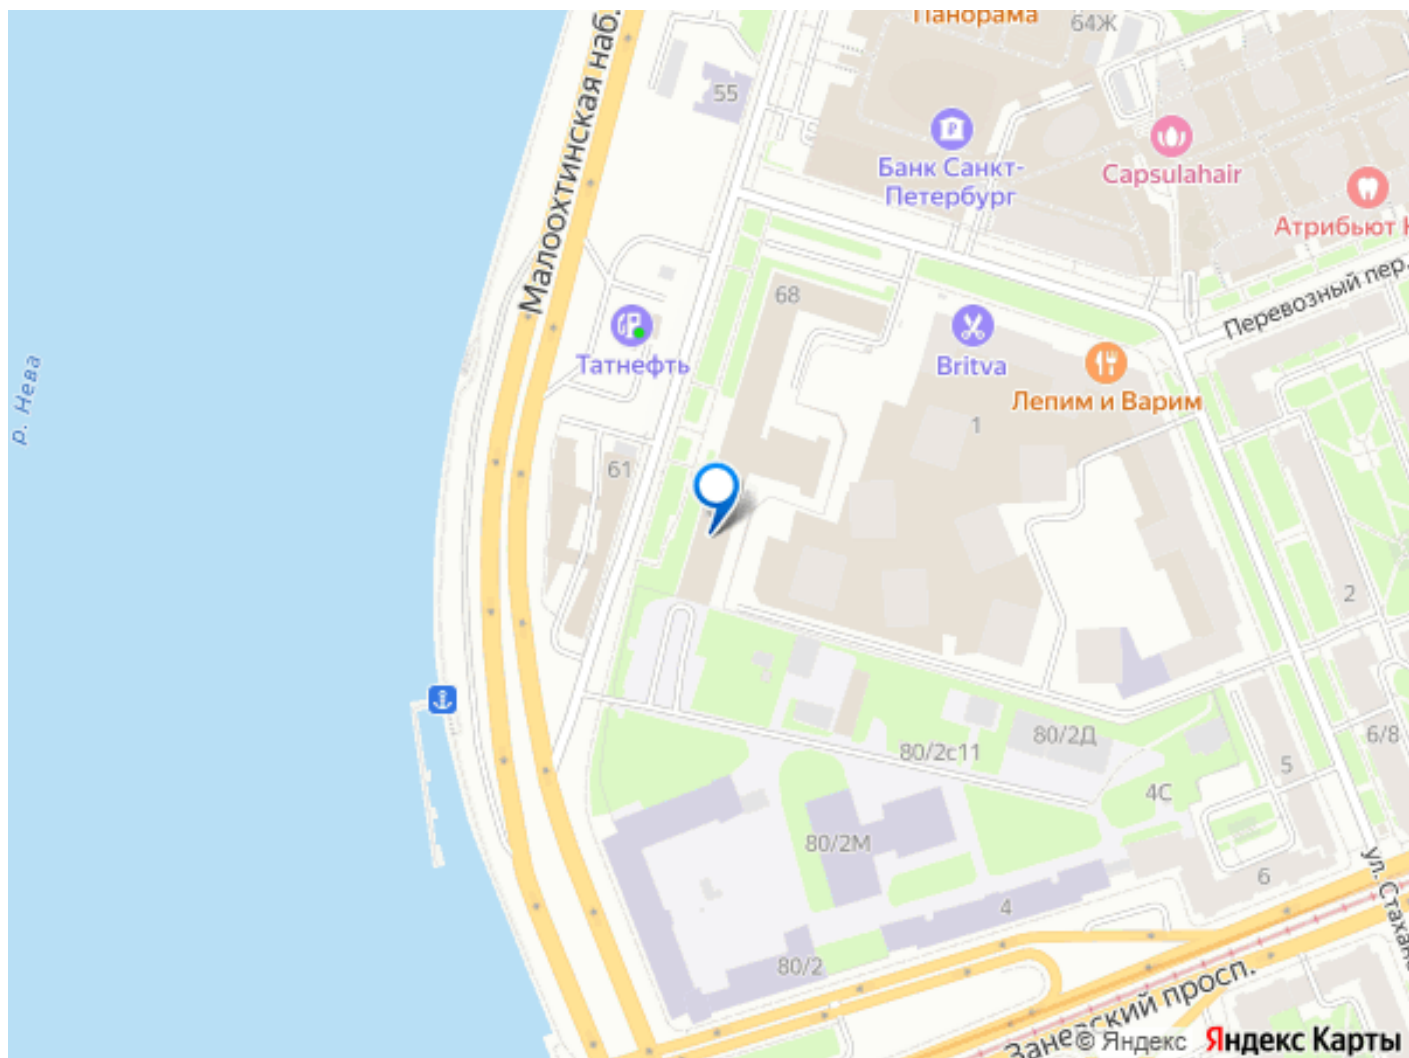 Панорама
64Ж
Малоохтинская наб.
55
Банк Санкт-
Петербург
Capsulahair
Атрибьют
Перевозный пер.
68
Татнефть
Britva
Лепим и Варим
р. Нева
1
61
2
80/2с11
80/2Д
6/8
5
4С
80/2М
6
4
ул. Стахано
80/2
Заневский просп.
© Яндекс
Яндекс Карты